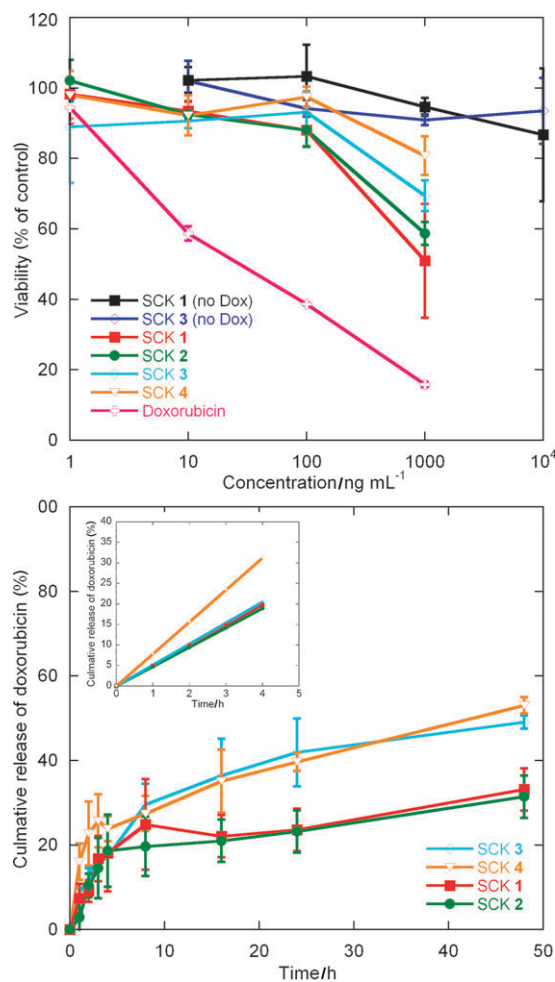 120
100
80
60
40
20
0
Viability (% of control)
SCK 1 (no Dox)
SCK 3 (no Dox)
SCK 1
SCK 2
SCK 3
SCK 4
Doxorubicin
1 10 100 1000 10⁴
Concentration/ng mL⁻¹
00
80
60
40
20
0
Culmative release of doxorubicin (%)
40
35
30
25
20
15
10
5
0
Culmative release of doxorubicin (%)
0 1 2 3 4 5
Time/h
SCK 3
SCK 4
SCK 1
SCK 2
0 10 20 30 40 50
Time/h